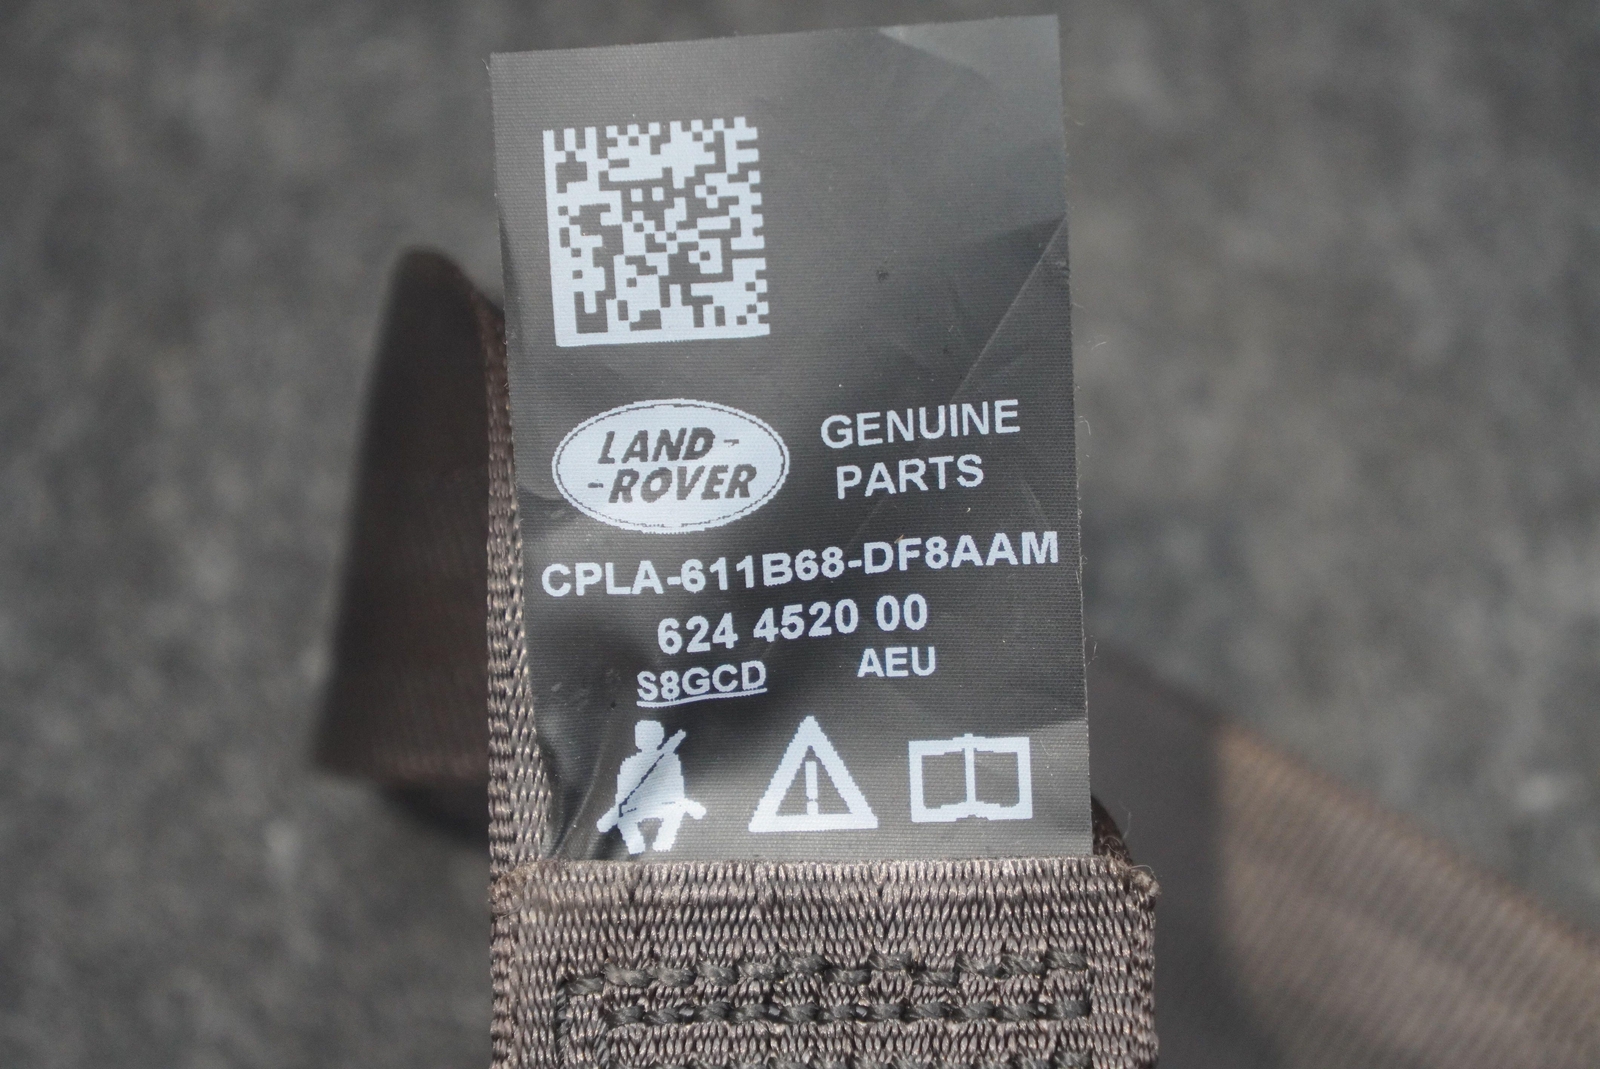 LAND-
-ROVER
GENUINE
PARTS
CPLA-611B68-DF8AAM
624 4520 00
S8GCD AEU